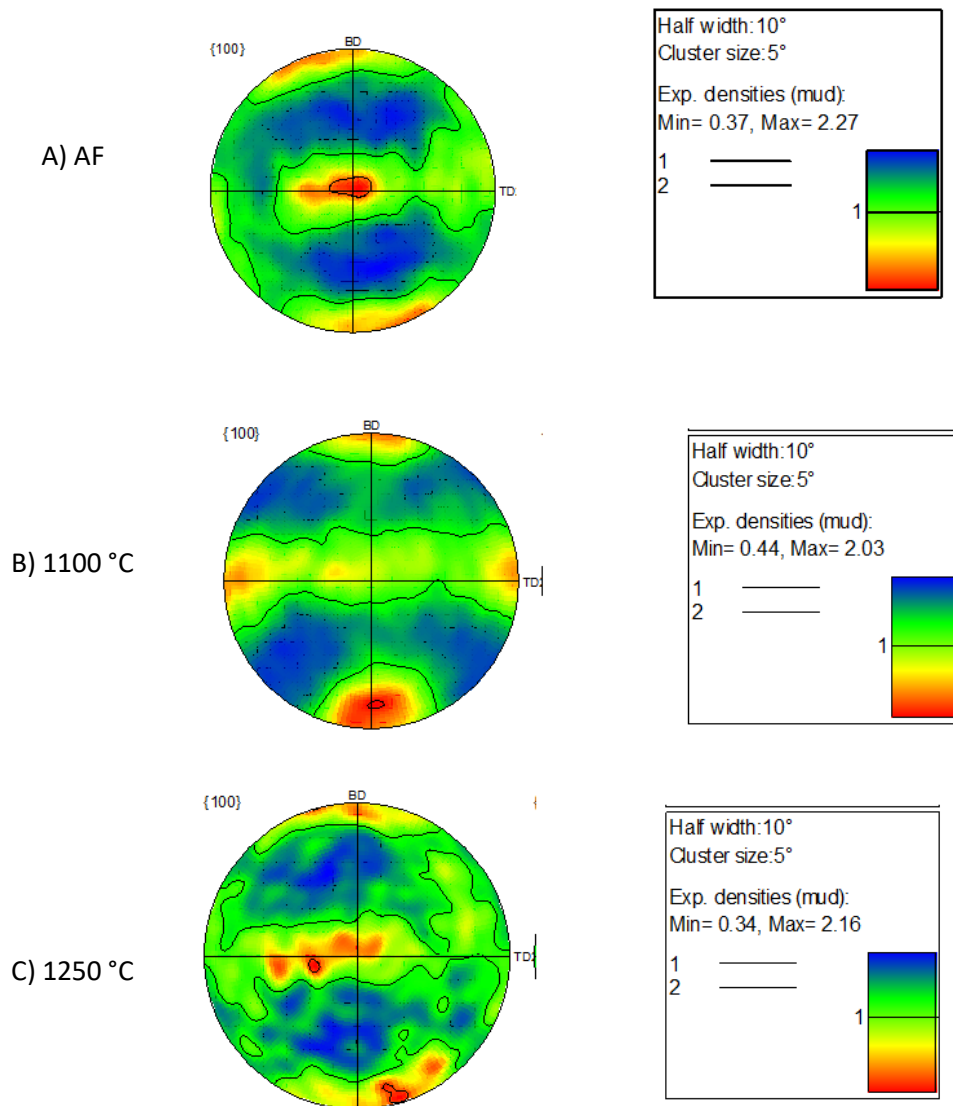 {100}
BD
TD
A) AF
Half width:10°
Cluster size:5°
Exp. densities (mud):
Min= 0.37, Max= 2.27
1
2
1
{100}
BD
TD
B) 1100 °C
Half width:10°
Cluster size:5°
Exp. densities (mud):
Min= 0.44, Max= 2.03
1
2
1
{100}
BD
TD
C) 1250 °C
Half width:10°
Cluster size:5°
Exp. densities (mud):
Min= 0.34, Max= 2.16
1
2
1